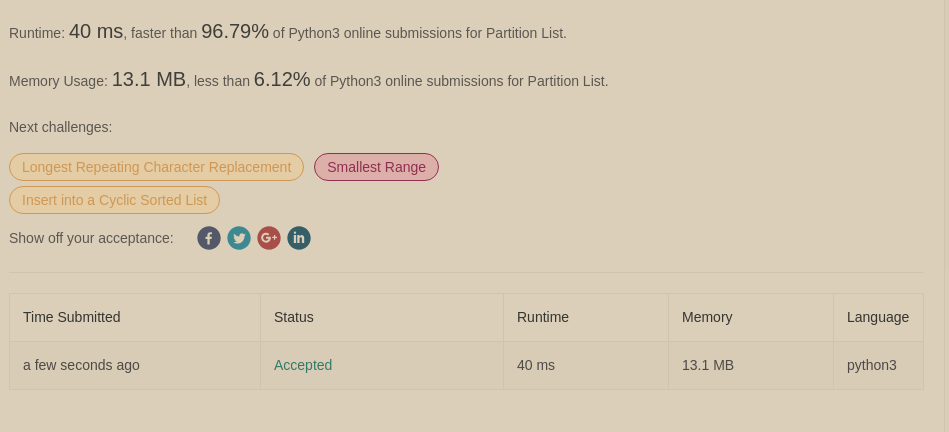 Runtime: 40 ms, faster than 96.79% of Python3 online submissions for Partition List.
Memory Usage: 13.1 MB, less than 6.12% of Python3 online submissions for Partition List.
Next challenges:
Longest Repeating Character Replacement Smallest Range
Insert into a Cyclic Sorted List
Show off your acceptance: f G+ in
Time Submitted Status Runtime Memory Language
a few seconds ago Accepted 40 ms 13.1 MB python3